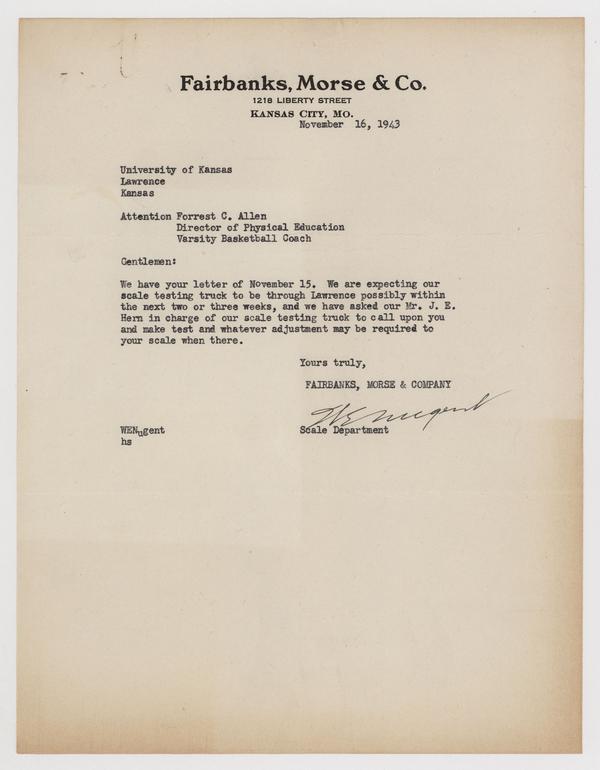 Fairbanks, Morse & Co.
1218 LIBERTY STREET
KANSAS CITY, MO.
November 16, 1943
University of Kansas
Lawrence
Kansas
Attention Forrest C. Allen
Director of Physical Education
Varsity Basketball Coach
Gentlemen:
We have your letter of November 15. We are expecting our
scale testing truck to be through Lawrence possibly within
the next two or three weeks, and we have asked our Mr. J. E.
Hern in charge of our scale testing truck to call upon you
and make test and whatever adjustment may be required to
your scale when there.
Yours truly,
FAIRBANKS, MORSE & COMPANY
WE Nugent
Scale Department
WENugent
hs